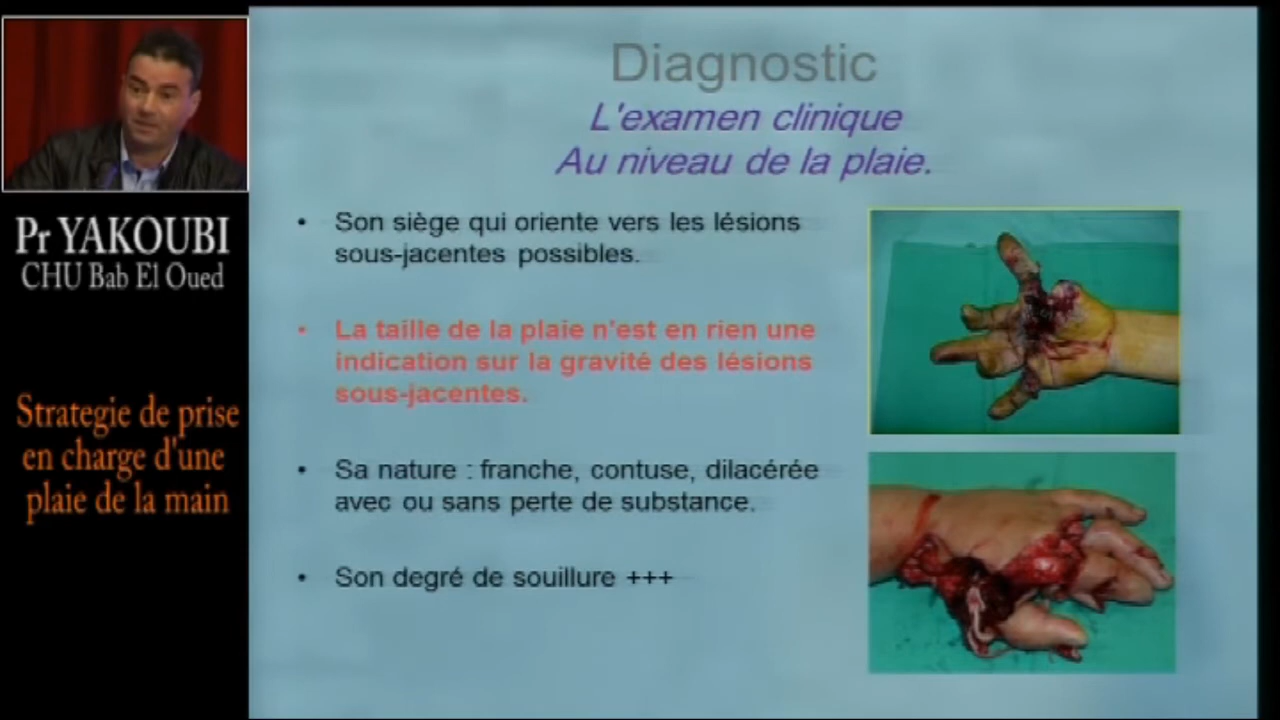 Pr YAKOUBI
CHU Bab El Oued
Strategie de prise
en charge d'une
plaie de la main
Diagnostic
L'examen clinique
Au niveau de la plaie.
• Son siège qui oriente vers les lésions
sous-jacentes possibles.
• La taille de la plaie n'est en rien une
indication sur la gravité des lésions
sous-jacentes.
• Sa nature : franche, contuse, dilacérée
avec ou sans perte de substance.
• Son degré de souillure +++